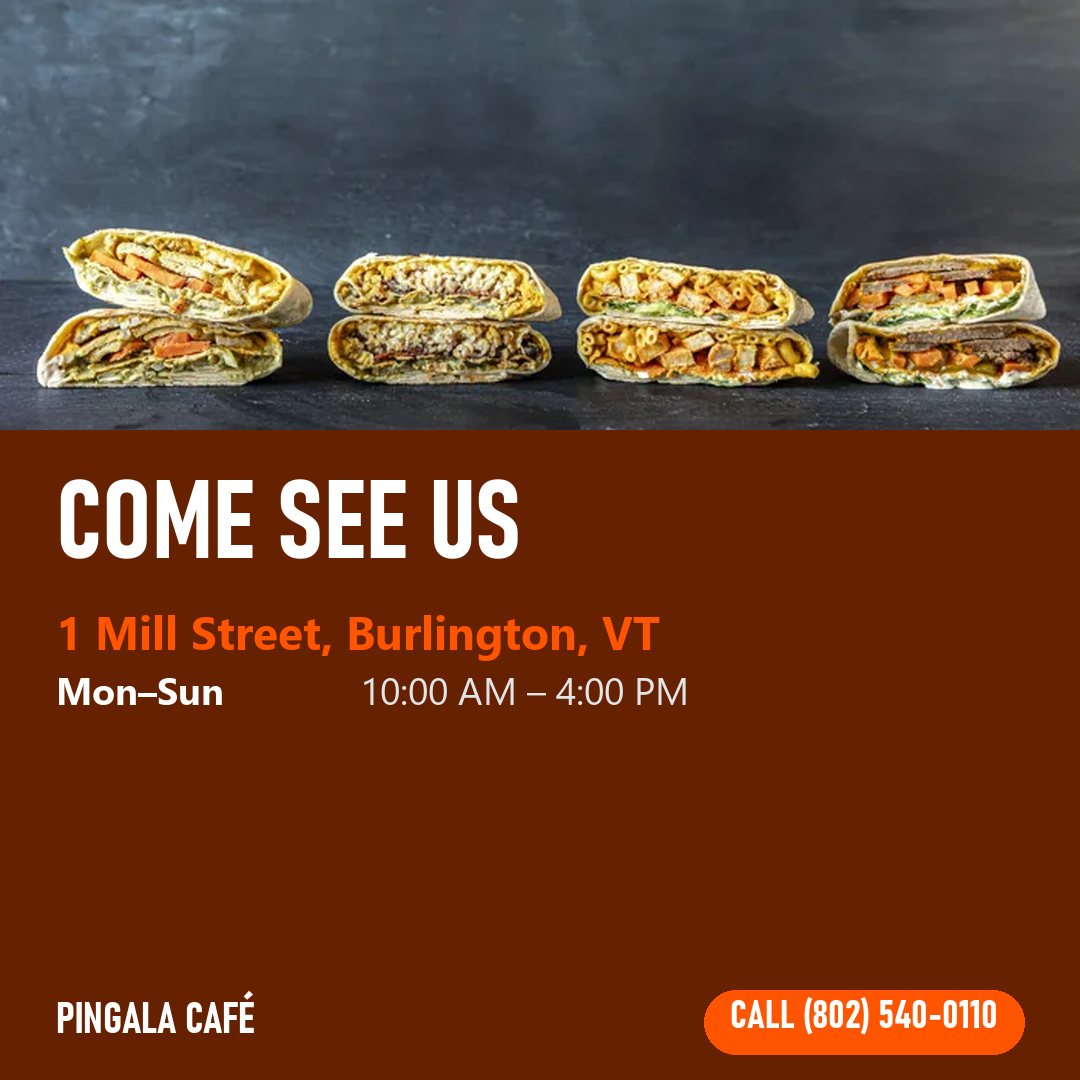 COME SEE US
1 Mill Street, Burlington, VT
Mon–Sun 10:00 AM – 4:00 PM
PINGALA CAFÉ
CALL (802) 540-0110